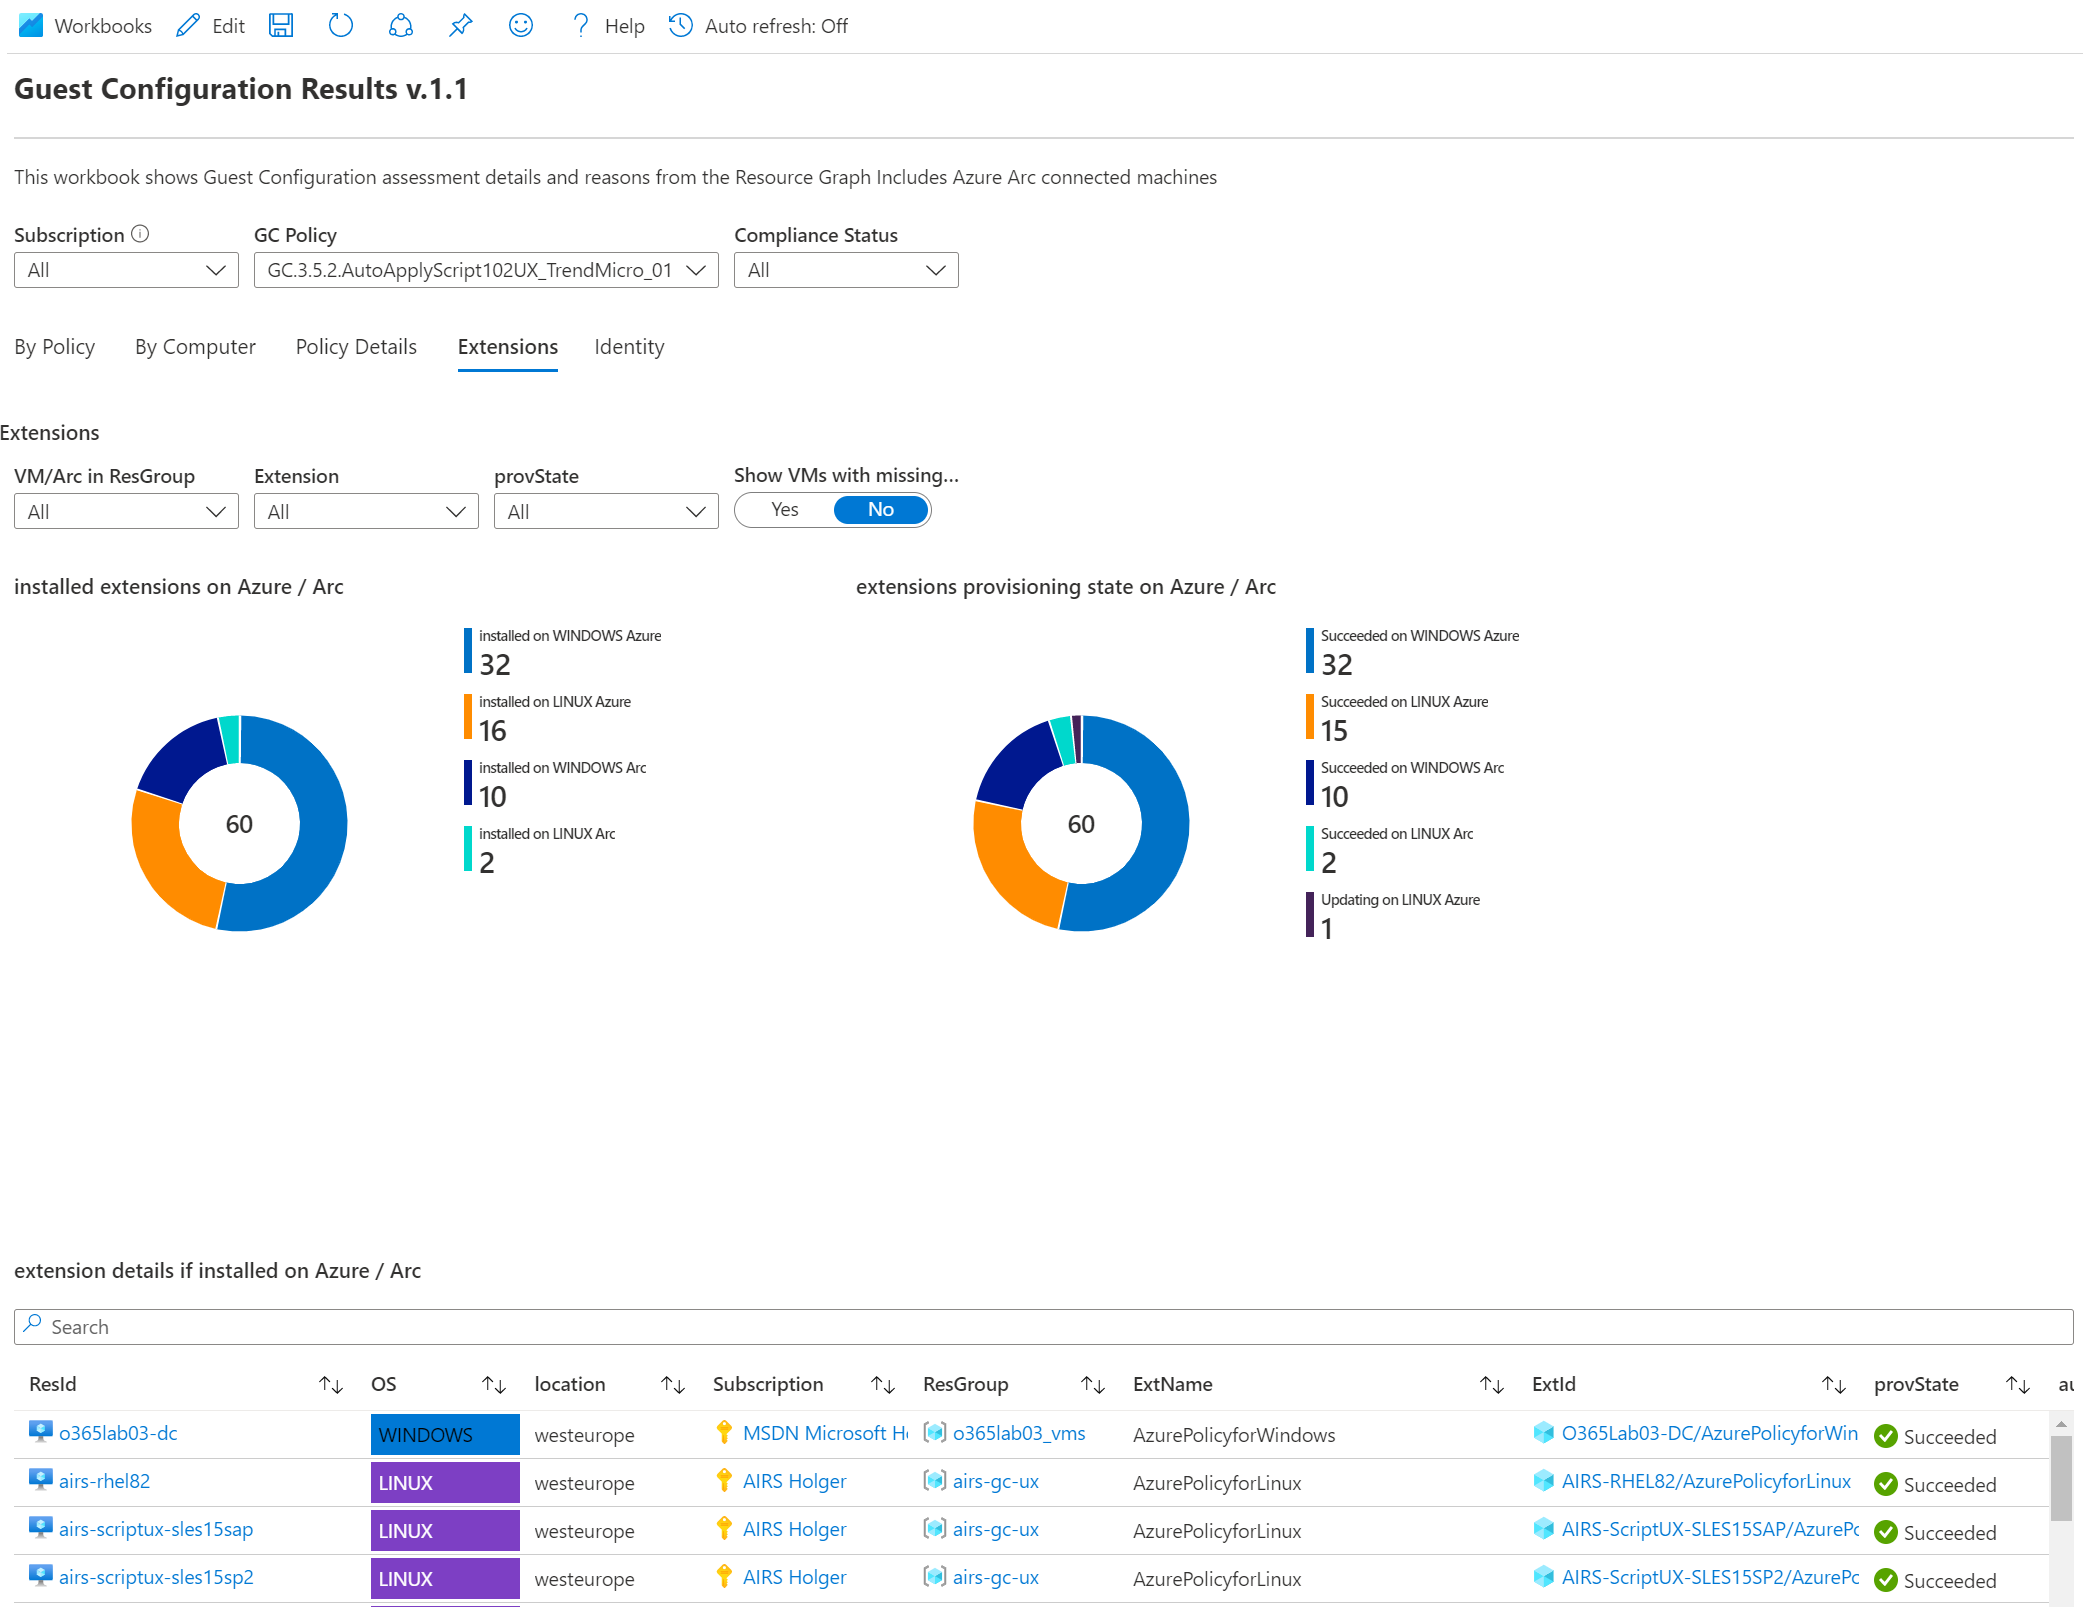 Workbooks Edit Help Auto refresh: Off
Guest Configuration Results v.1.1
This workbook shows Guest Configuration assessment details and reasons from the Resource Graph Includes Azure Arc connected machines
Subscription GC Policy Compliance Status
All GC.3.5.2.AutoApplyScript102UX_TrendMicro_01 All
By Policy By Computer Policy Details Extensions Identity
Extensions
VM/Arc in ResGroup Extension provState Show VMs with missing...
All All All Yes No
installed extensions on Azure / Arc
installed on WINDOWS Azure
32
installed on LINUX Azure
16
installed on WINDOWS Arc
10
installed on LINUX Arc
2
60
extensions provisioning state on Azure / Arc
Succeeded on WINDOWS Azure
32
Succeeded on LINUX Azure
15
Succeeded on WINDOWS Arc
10
Succeeded on LINUX Arc
2
Updating on LINUX Azure
1
60
extension details if installed on Azure / Arc
Search
ResId OS location Subscription ResGroup ExtName ExtId provState au
o365lab03-dc WINDOWS westeurope MSDN Microsoft H [o365lab03_vms AzurePolicyforWindows O365Lab03-DC/AzurePolicyforWin Succeeded
airs-rhel82 LINUX westeurope AIRS Holger airs-gc-ux AzurePolicyforLinux AIRS-RHEL82/AzurePolicyforLinux Succeeded
airs-scriptux-sles15sap LINUX westeurope AIRS Holger airs-gc-ux AzurePolicyforLinux AIRS-ScriptUX-SLES15SAP/AzurePc Succeeded
airs-scriptux-sles15sp2 LINUX westeurope AIRS Holger airs-gc-ux AzurePolicyforLinux AIRS-ScriptUX-SLES15SP2/AzurePc Succeeded